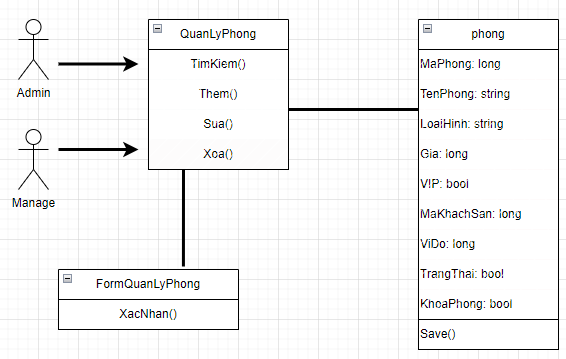 Admin
Manage
QuanLyPhong
TimKiem()
Them()
Sua()
Xoa()
FormQuanLyPhong
XacNhan()
phong
MaPhong: long
TenPhong: string
LoaiHinh: string
Gia: long
VIP: bool
MaKhachSan: long
ViDo: long
TrangThai: bool
KhoaPhong: bool
Save()